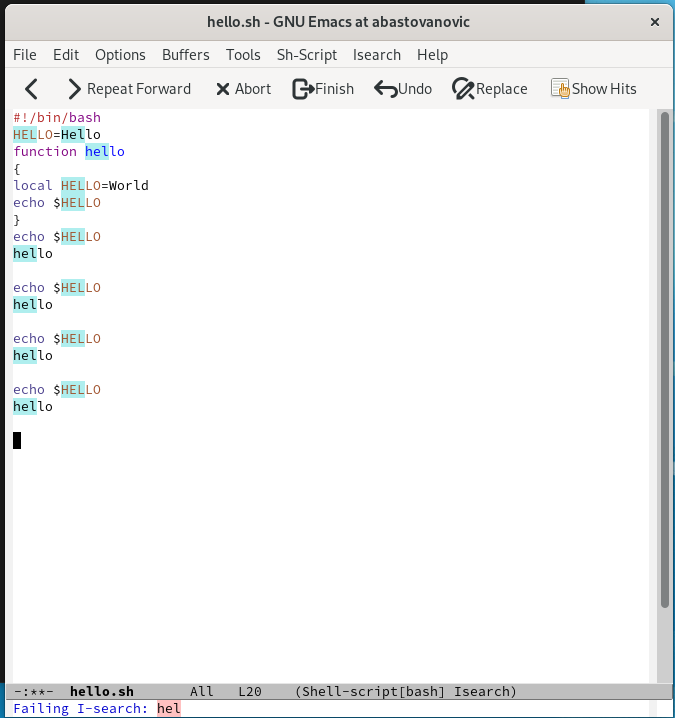 hello.sh - GNU Emacs at abastovanovic ×
File Edit Options Buffers Tools Sh-Script Isearch Help
Repeat Forward Abort Finish Undo Replace Show Hits
#!/bin/bash
HELLO=Hello
function hello
{
local HELLO=World
echo $HELLO
}
echo $HELLO
hello
echo $HELLO
hello
echo $HELLO
hello
echo $HELLO
hello
-:**- hello.sh All L20 (Shell-script[bash] Isearch)
Failing I-search: hel